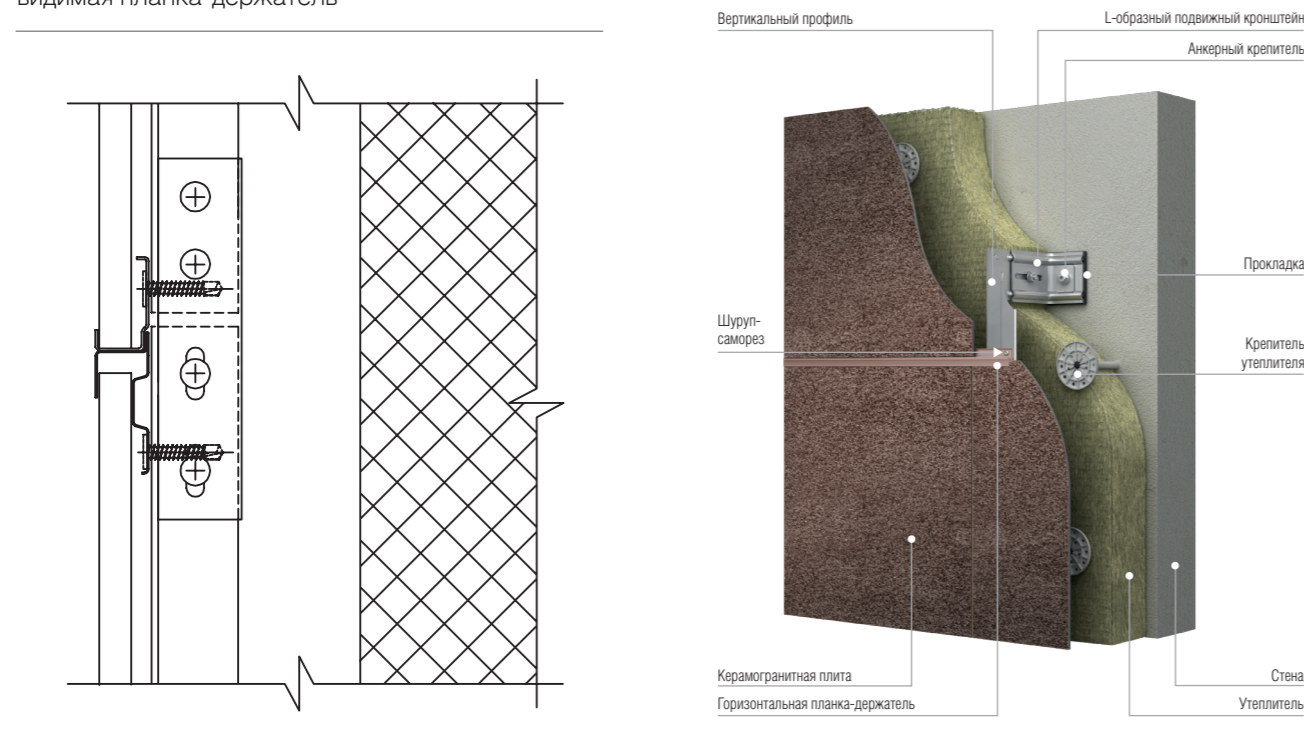 видимая планка-держатель
Вертикальный профиль
L-образный подвижный кронштейн
Анкерный крепитель
Прокладка
Шуруп-
саморез
Крепитель
утеплителя
Керамогранитная плита
Стена
Горизонтальная планка-держатель
Утеплитель